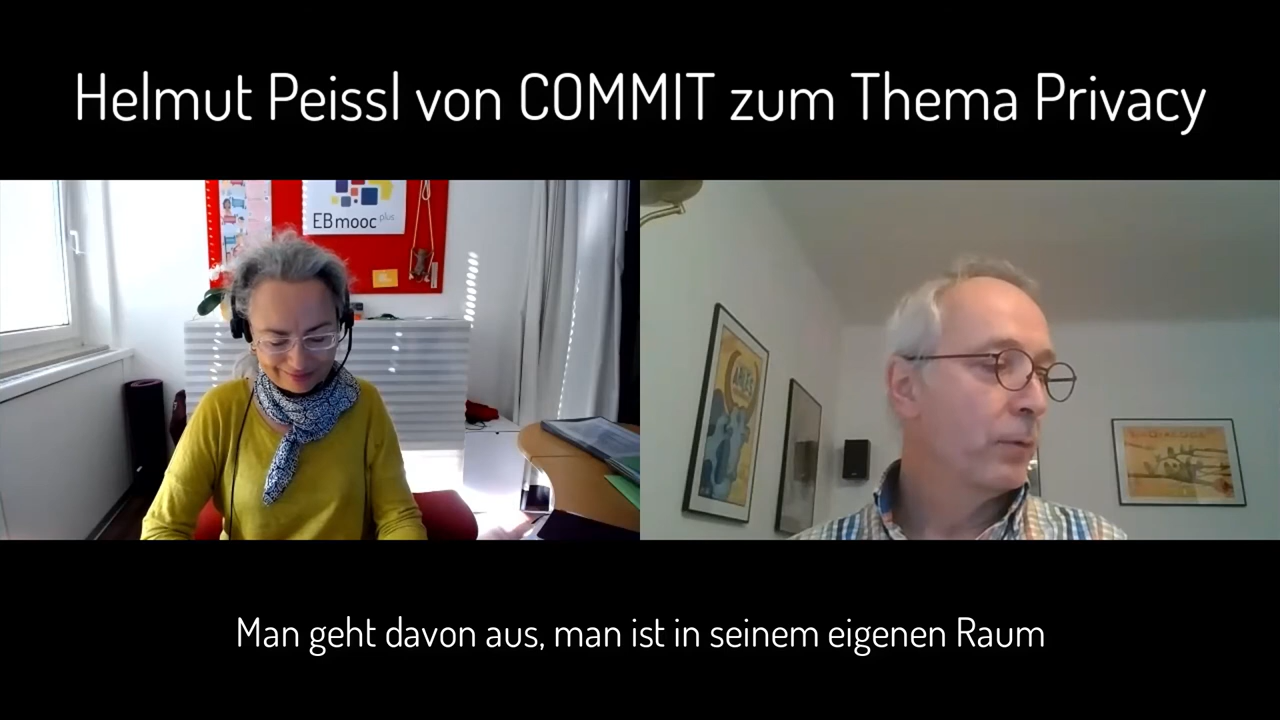 Helmut Peissl von COMMIT zum Thema Privacy
EBmooc plus
ARLES
Man geht davon aus, man ist in seinem eigenen Raum